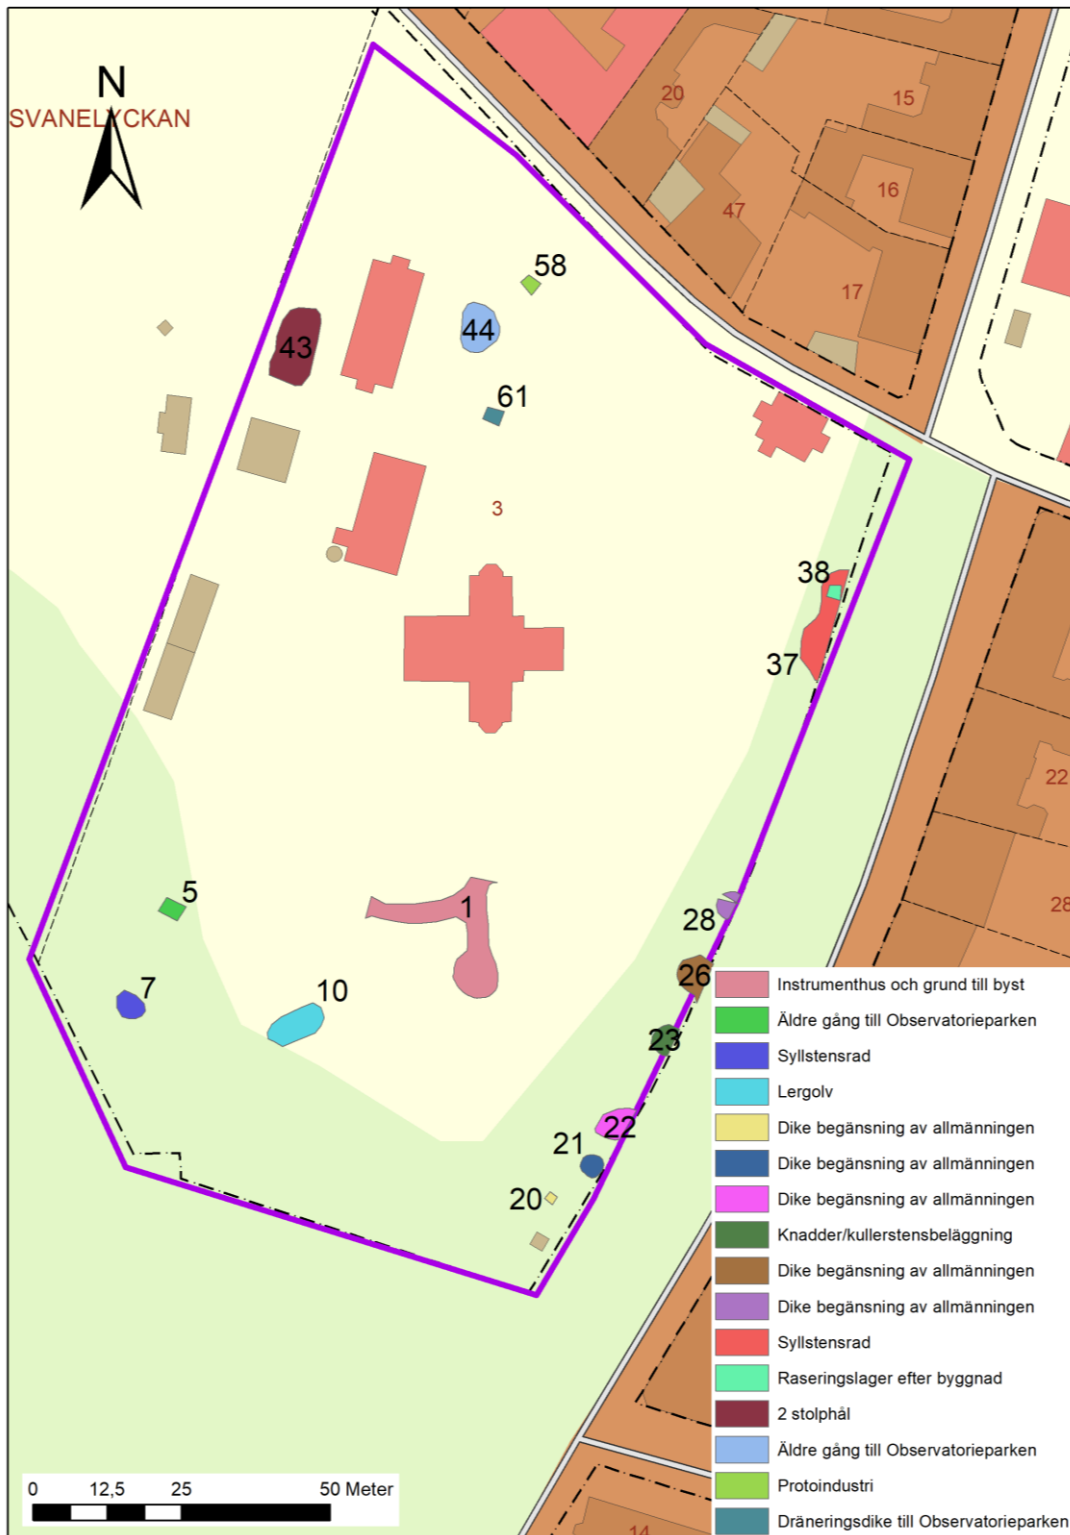 N
SVANELYCKAN
20
15
16
47
17
58
44
43
61
3
38
37
22
5
1
28
28
7
10
26
23
22
21
20
14
Instrumenthus och grund till byst
Äldre gång till Observatorieparken
Syllstensrad
Lergolv
Dike begänsning av allmänningen
Dike begänsning av allmänningen
Dike begänsning av allmänningen
Knadder/kullerstensbeläggning
Dike begänsning av allmänningen
Dike begänsning av allmänningen
Syllstensrad
Raseringslager efter byggnad
2 stolphål
Äldre gång till Observatorieparken
Protoindustri
Dräneringsdike till Observatorieparken
0 12,5 25 50 Meter